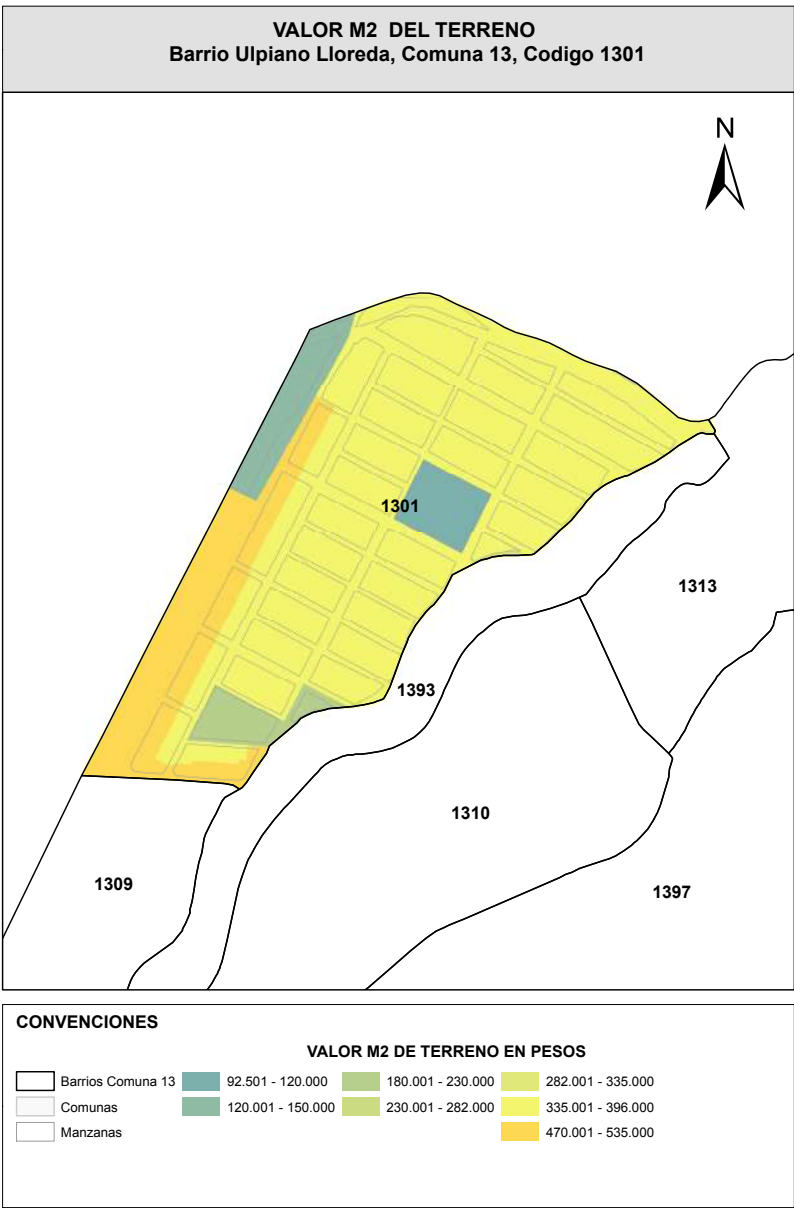 VALOR M2 DEL TERRENO
Barrio Ulpiano Lloreda, Comuna 13, Codigo 1301
N
1301
1313
1393
1310
1309
1397
CONVENCIONES
VALOR M2 DE TERRENO EN PESOS
Barrios Comuna 13 92.501 - 120.000 180.001 - 230.000 282.001 - 335.000
Comunas 120.001 - 150.000 230.001 - 282.000 335.001 - 396.000
Manzanas 470.001 - 535.000